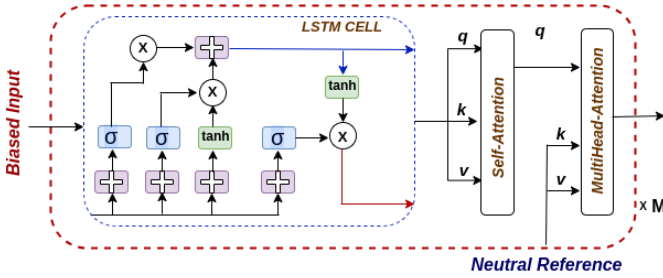 LSTM CELL
Biased Input
X
tanh
X
σ
σ
tanh
σ
X
q
k
v
Self-Attention
q
k
v
MultiHead-Attention
x M
Neutral Reference